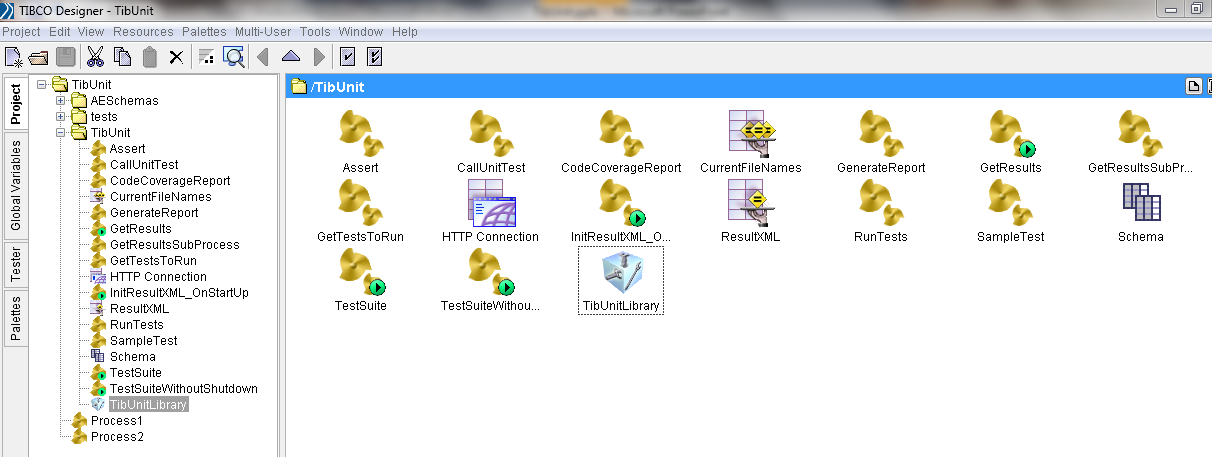 TIBCO Designer - TibUnit
Project Edit View Resources Palettes Multi-User Tools Window Help
Project
Global Variables
Tester
Palettes
TibUnit
AESchemas
tests
TibUnit
Assert
CallUnitTest
CodeCoverageReport
CurrentFileNames
GenerateReport
GetResults
GetResultsSubProcess
GetTestsToRun
HTTP Connection
InitResultXML_OnStartUp
ResultXML
RunTests
SampleTest
Schema
TestSuite
TestSuiteWithoutShutdown
TibUnitLibrary
Process1
Process2
/TibUnit
Assert CallUnitTest CodeCoverageReport CurrentFileNames GenerateReport GetResults GetResultsSubPr...
GetTestsToRun HTTP Connection InitResultXML_O... ResultXML RunTests SampleTest Schema
TestSuite TestSuiteWithou... TibUnitLibrary